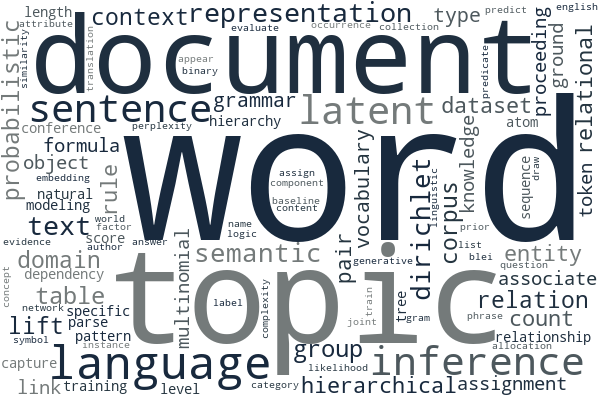 length
attribute
context
representation
occurrence
collection
type
predict
english
similarity
translation
document
evaluate
appear
binary
predicate
proceeding
ground
relational
probabilistic
sentence
grammar
latent
dataset
conference
perplexity
hierarchy
atom
formula
word
object
embedding
rule
natural
modeling
assign
component
baseline
content
vocabulary
dirichlet
linguistic
corpus
knowledge
sequence
draw
token
text
world
factor
name
logic
prior
evidence
score
author
answer
multinomial
semantic
pair
generative
list
blei
entity
domain
question
dependency
topic
associate
concept
table
label
complexity
train
tree
gram
phrase
relation
network
specific
joint
count
lift
parse
symbol
pattern
instance
group
relationship
allocation
capture
language
likelihood
inference
link
training
level
category
hierarchical
assignment